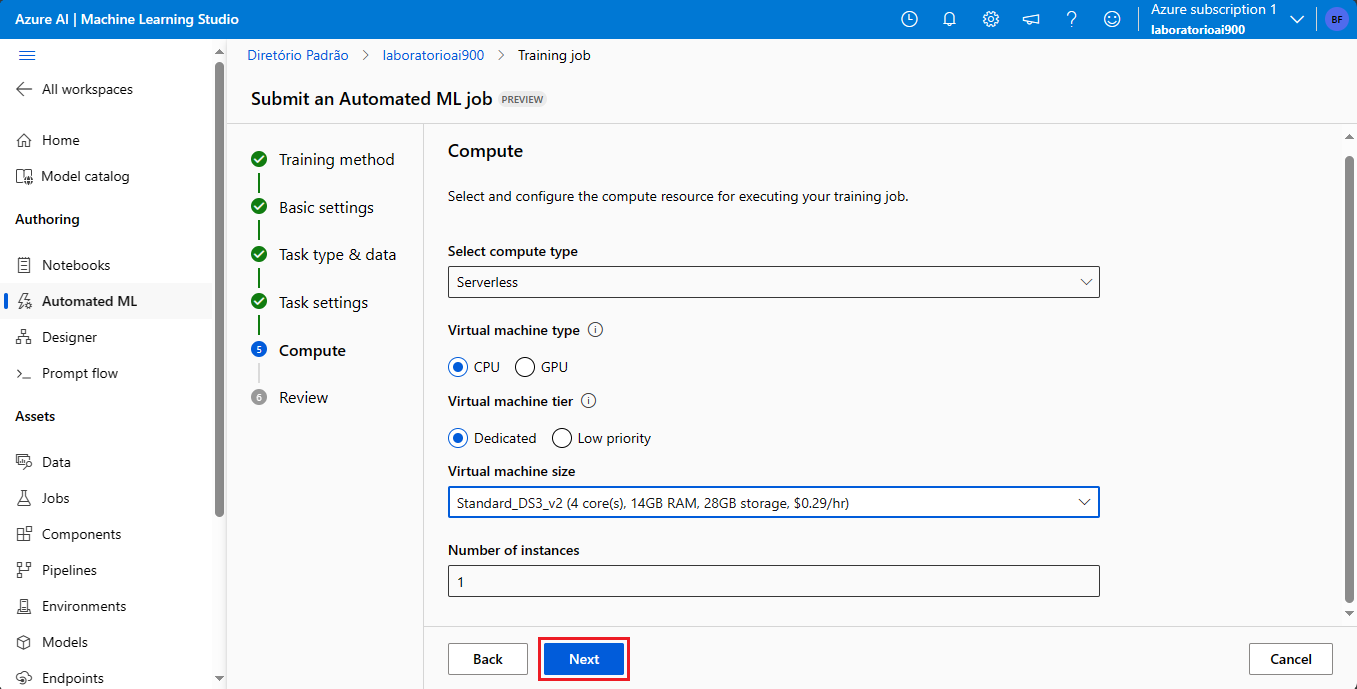 Azure AI | Machine Learning Studio
Azure subscription 1
laboratorioai900
BF
All workspaces
Home
Model catalog
Authoring
Notebooks
Automated ML
Designer
Prompt flow
Assets
Data
Jobs
Components
Pipelines
Environments
Models
Endpoints
Diretório Padrão > laboratorioai900 > Training job
Submit an Automated ML job PREVIEW
Training method
Basic settings
Task type & data
Task settings
5 Compute
6 Review
Compute
Select and configure the compute resource for executing your training job.
Select compute type
Serverless
Virtual machine type
CPU GPU
Virtual machine tier
Dedicated Low priority
Virtual machine size
Standard_DS3_v2 (4 core(s), 14GB RAM, 28GB storage, $0.29/hr)
Number of instances
1
Back Next Cancel